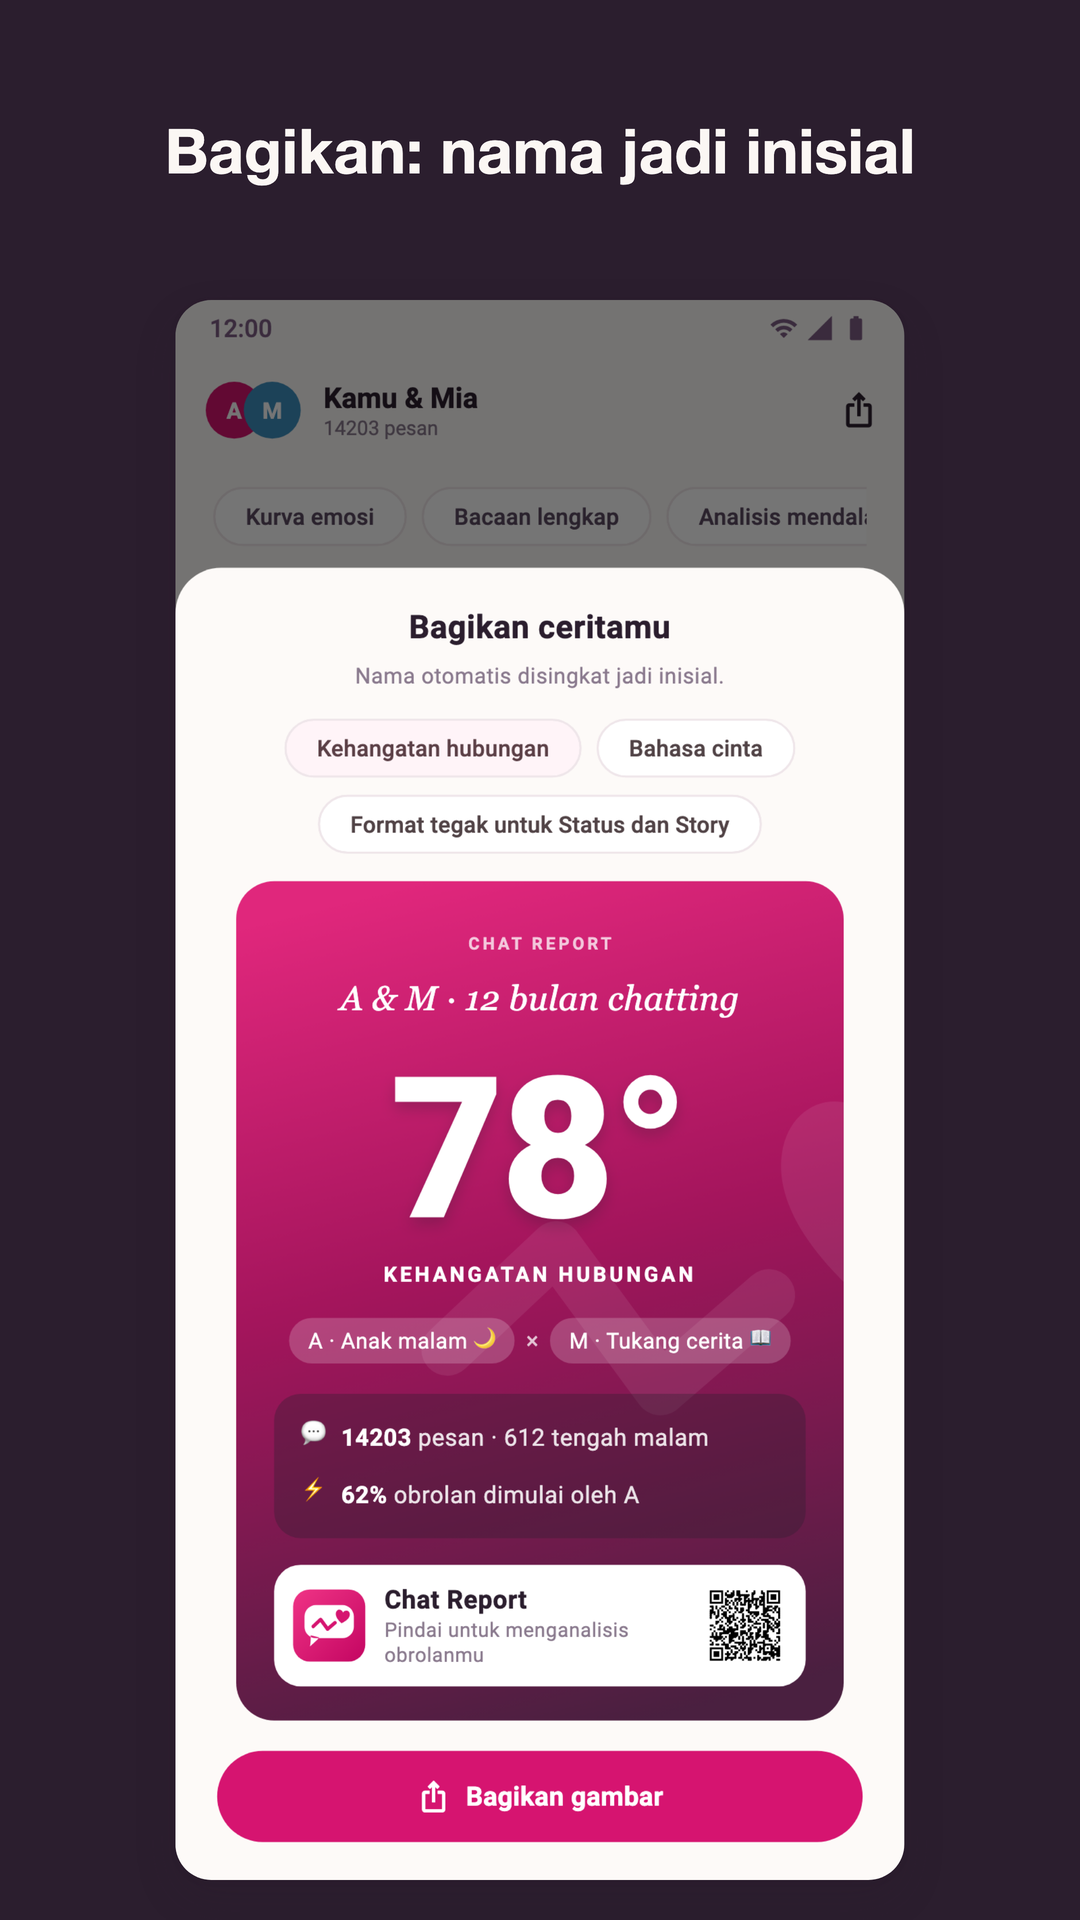 Bagikan: nama jadi inisial
12:00
A M
Kamu & Mia
14203 pesan
Kurva emosi
Bacaan lengkap
Analisis mendal
Bagikan ceritamu
Nama otomatis disingkat jadi inisial.
Kehangatan hubungan
Bahasa cinta
Format tegak untuk Status dan Story
CHAT REPORT
A & M · 12 bulan chatting
78°
KEHANGATAN HUBUNGAN
A · Anak malam 🌙 × M · Tukang cerita 📖
💬 14203 pesan · 612 tengah malam
⚡ 62% obrolan dimulai oleh A
Chat Report
Pindai untuk menganalisis
obrolanmu
Bagikan gambar